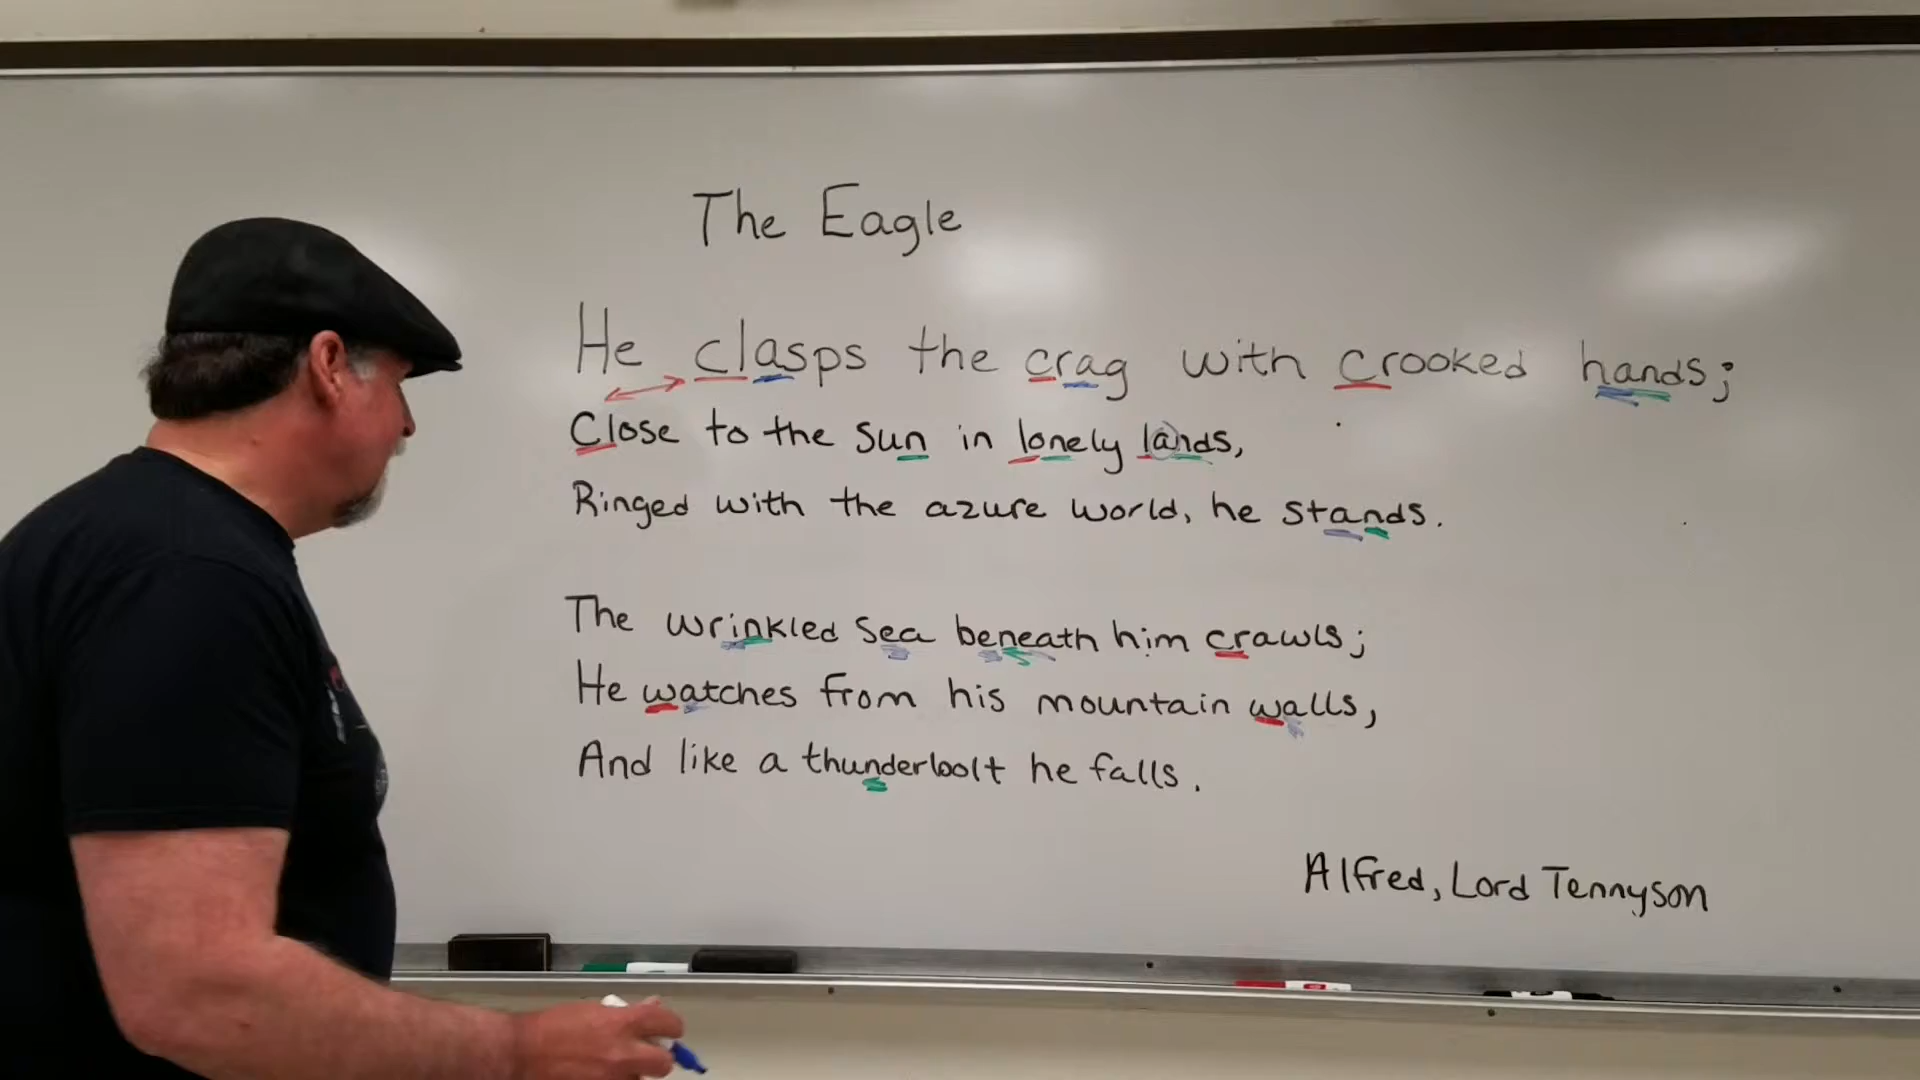 The Eagle
He clasps the crag with crooked hands;
Close to the sun in lonely lands,
Ringed with the azure world, he stands.
The wrinkled sea beneath him crawls;
He watches from his mountain walls,
And like a thunderbolt he falls.
Alfred, Lord Tennyson